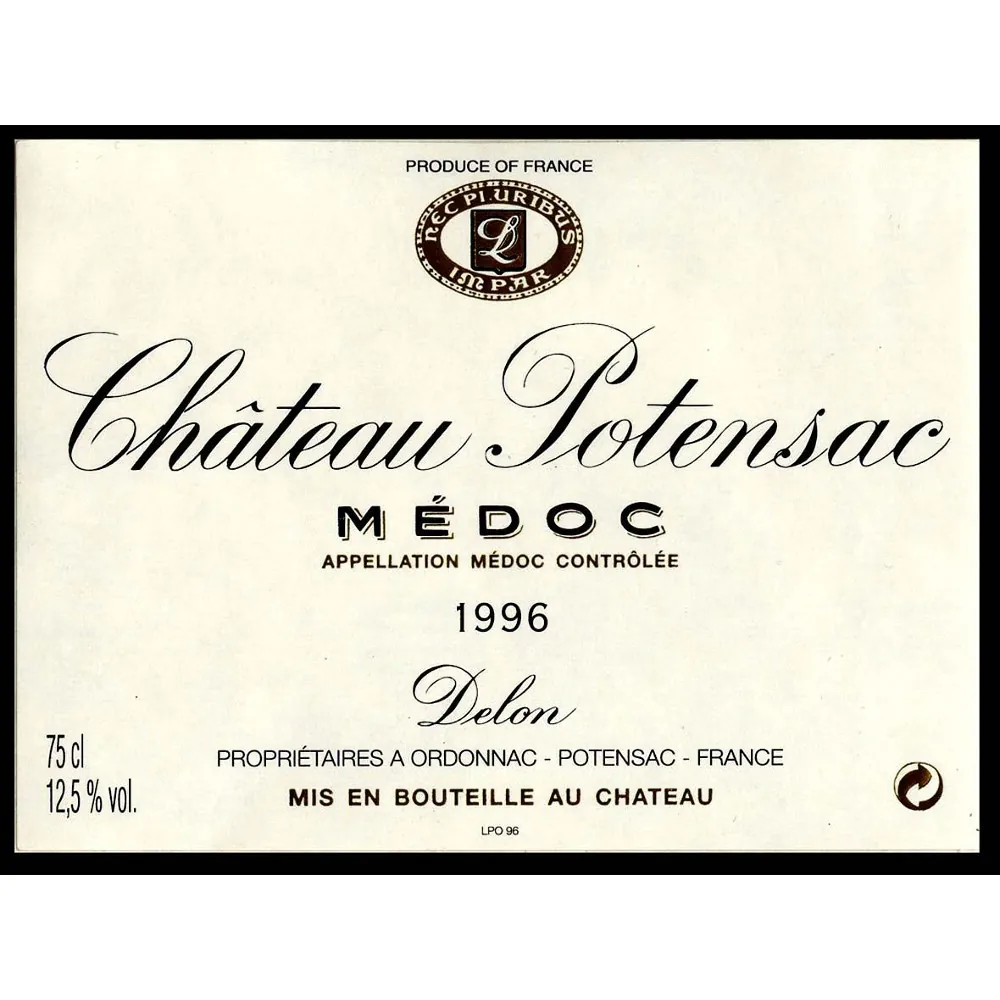 PRODUCE OF FRANCE
NEC PLURIBUS
L
IMPAR
Château Potensac
MÉDOC
APPELLATION MÉDOC CONTRÔLÉE
1996
Delon
75 cl
PROPRIÉTAIRES A ORDONNAC - POTENSAC - FRANCE
12,5 % vol.
MIS EN BOUTEILLE AU CHATEAU
LPO 96